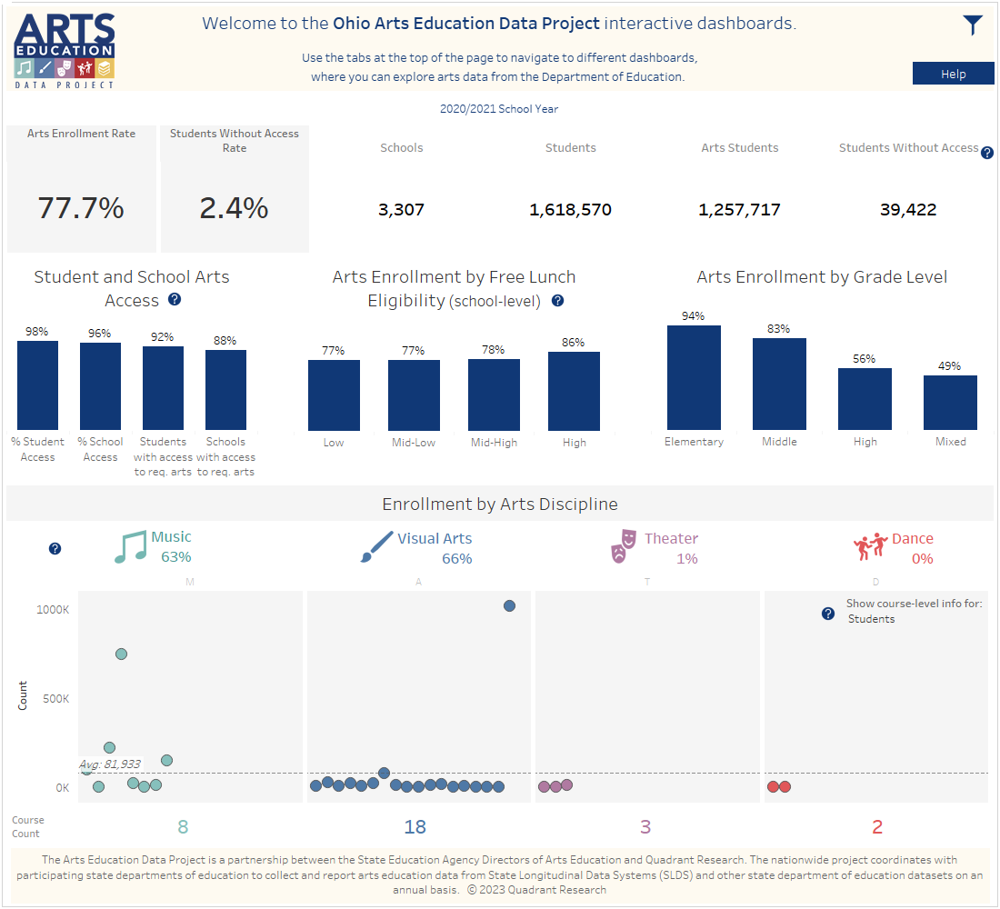 ARTS
EDUCATION
DATA PROJECT
Welcome to the Ohio Arts Education Data Project interactive dashboards.
Use the tabs at the top of the page to navigate to different dashboards,
where you can explore arts data from the Department of Education.
Help
2020/2021 School Year
Arts Enrollment Rate
77.7%
Students Without Access
Rate
2.4%
Schools
3,307
Students
1,618,570
Arts Students
1,257,717
Students Without Access ?
39,422
Student and School Arts
Access ?
98%
96%
92%
88%
% Student
Access
% School
Access
Students
with access
to req. arts
Schools
with access
to req. arts
Arts Enrollment by Free Lunch
Eligibility (school-level) ?
77%
77%
78%
86%
Low
Mid-Low
Mid-High
High
Arts Enrollment by Grade Level
94%
83%
56%
49%
Elementary
Middle
High
Mixed
Enrollment by Arts Discipline
?
Music
63%
Visual Arts
66%
Theater
1%
Dance
0%
M
A
T
D
1000K
500K
0K
Count
Avg: 81,933
? Show course-level info for:
Students
Course
Count
8
18
3
2
The Arts Education Data Project is a partnership between the State Education Agency Directors of Arts Education and Quadrant Research. The nationwide project coordinates with
participating state departments of education to collect and report arts education data from State Longitudinal Data Systems (SLDS) and other state department of education datasets on an
annual basis. © 2023 Quadrant Research